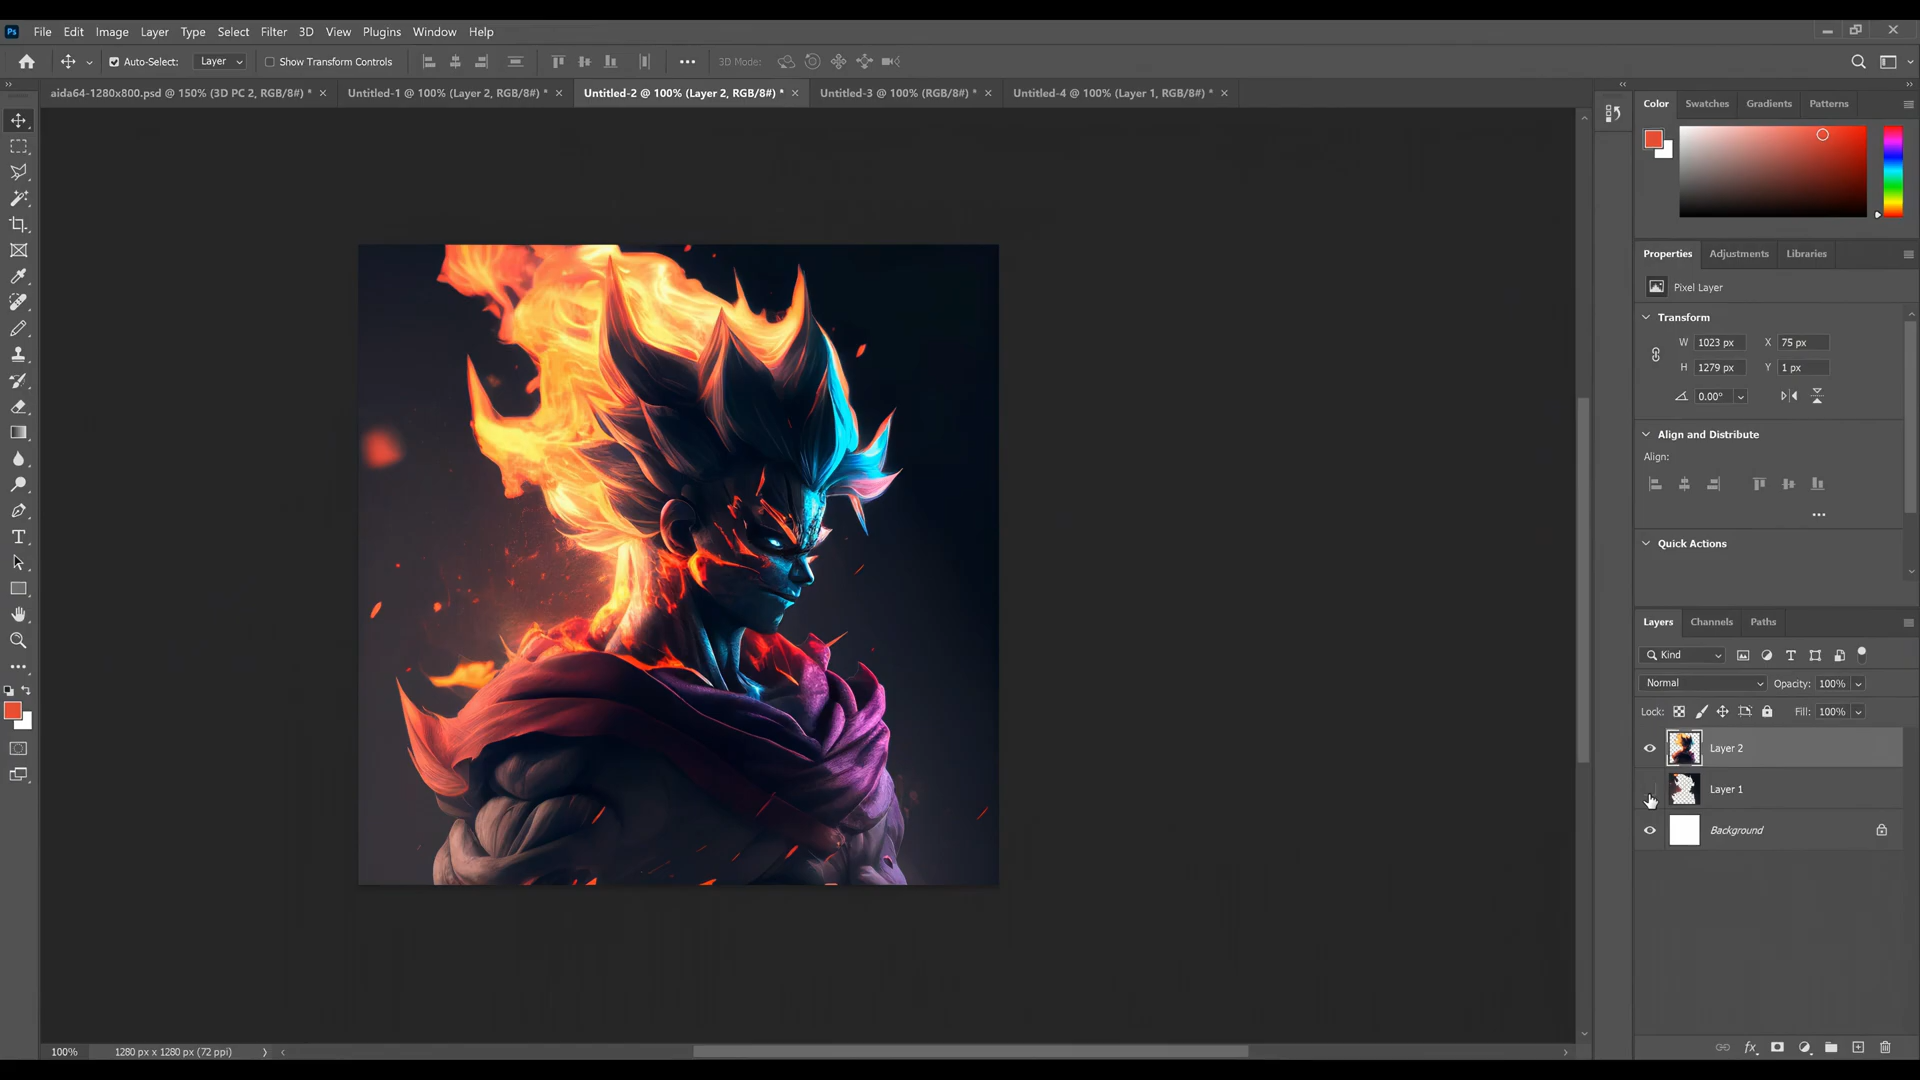 Ps File Edit Image Layer Type Select Filter 3D View Plugins Window Help
Auto-Select: Layer Show Transform Controls 3D Mode:
aida64-1280x800.psd @ 150% (3D PC 2, RGB/8#) * Untitled-1 @ 100% (Layer 2, RGB/8#) * Untitled-2 @ 100% (Layer 2, RGB/8#) * Untitled-3 @ 100% (RGB/8#) * Untitled-4 @ 100% (Layer 1, RGB/8#) *
Color Swatches Gradients Patterns
Properties Adjustments Libraries
Pixel Layer
Transform
W 1023 px X 75 px
H 1279 px Y 1 px
0.00°
Align and Distribute
Align:
Quick Actions
Layers Channels Paths
Kind
Normal Opacity: 100%
Lock: Fill: 100%
Layer 2
Layer 1
Background
fx
100% 1280 px x 1280 px (72 ppi)